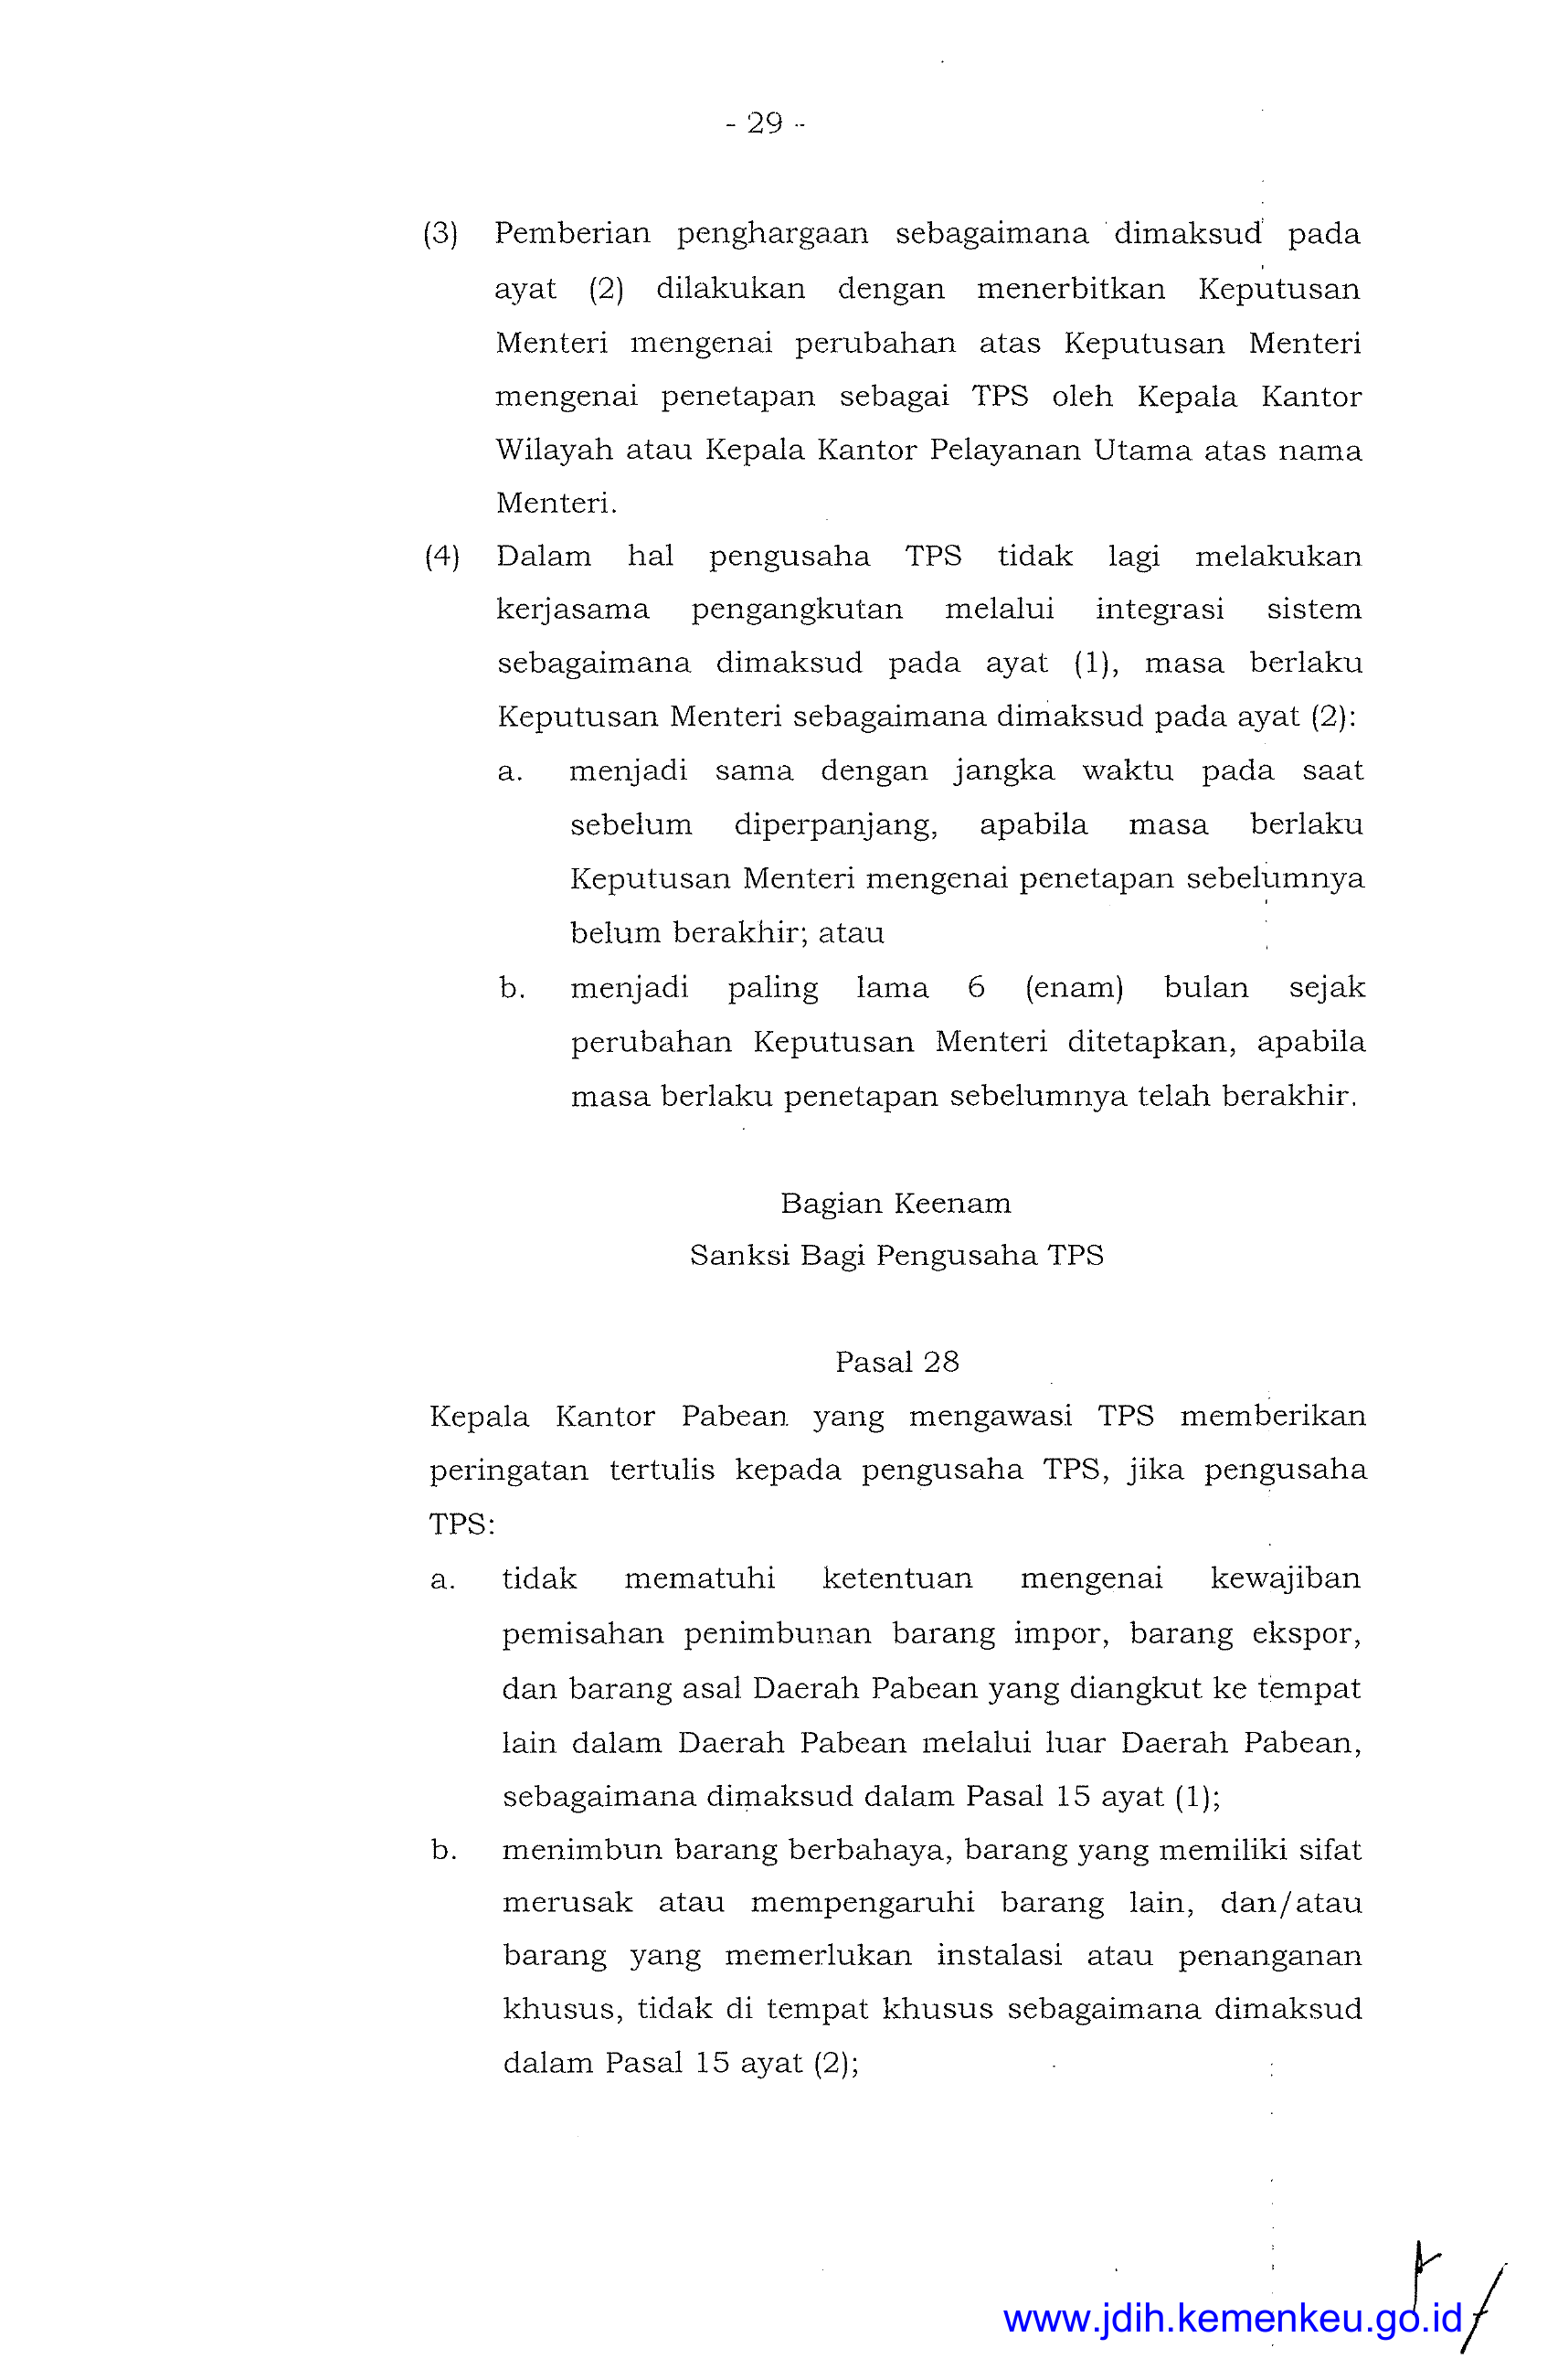 - 29 -
(3) Pemberian penghargaan sebagaimana dimaksud pada
ayat (2) dilakukan dengan menerbitkan Keputusan
Menteri mengenai perubahan atas Keputusan Menteri
mengenai penetapan sebagai TPS oleh Kepala Kantor
Wilayah atau Kepala Kantor Pelayanan Utama atas nama
Menteri.
(4) Dalam hal pengusaha TPS tidak lagi melakukan
kerjasama pengangkutan melalui integrasi sistem
sebagaimana dimaksud pada ayat (1), masa berlaku
Keputusan Menteri sebagaimana dimaksud pada ayat (2):
a. menjadi sama dengan jangka waktu pada saat
sebelum diperpanjang, apabila masa berlaku
Keputusan Menteri mengenai penetapan sebelumnya
belum berakhir; atau
b. menjadi paling lama 6 (enam) bulan sejak
perubahan Keputusan Menteri ditetapkan, apabila
masa berlaku penetapan sebelumnya telah berakhir.
Bagian Keenam
Sanksi Bagi Pengusaha TPS
Pasal 28
Kepala Kantor Pabean yang mengawasi TPS memberikan
peringatan tertulis kepada pengusaha TPS, jika pengusaha
TPS:
a. tidak mematuhi ketentuan mengenai kewajiban
pemisahan penimbunan barang impor, barang ekspor,
dan barang asal Daerah Pabean yang diangkut ke tempat
lain dalam Daerah Pabean melalui luar Daerah Pabean,
sebagaimana dimaksud dalam Pasal 15 ayat (1);
b. menimbun barang berbahaya, barang yang memiliki sifat
merusak atau mempengaruhi barang lain, dan/atau
barang yang memerlukan instalasi atau penanganan
khusus, tidak di tempat khusus sebagaimana dimaksud
dalam Pasal 15 ayat (2);
www.jdih.kemenkeu.go.id